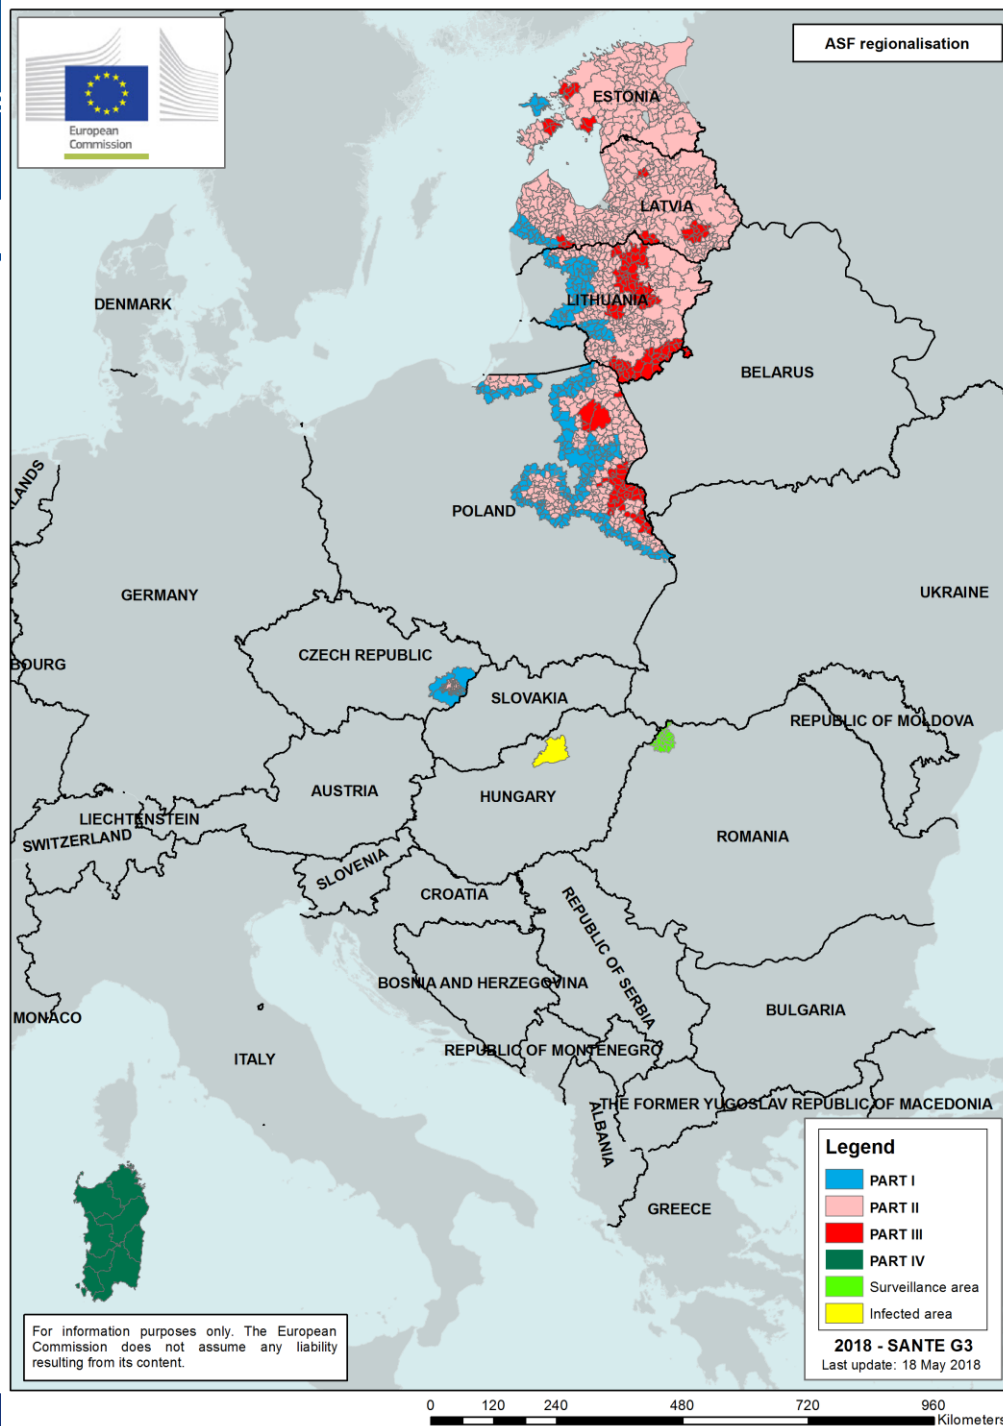 ASF regionalisation
European
Commission
ESTONIA
LATVIA
LITHUANIA
DENMARK
BELARUS
LANDS
POLAND
GERMANY
UKRAINE
BOURG
CZECH REPUBLIC
SLOVAKIA
REPUBLIC OF MOLDOVA
AUSTRIA
HUNGARY
LIECHTENSTEIN
SWITZERLAND
ROMANIA
SLOVENIA
CROATIA
REPUBLIC OF SERBIA
BOSNIA AND HERZEGOVINA
BULGARIA
MONACO
ITALY
REPUBLIC OF MONTENEGRO
THE FORMER YUGOSLAV REPUBLIC OF MACEDONIA
ALBANIA
GREECE
Legend
PART I
PART II
PART III
PART IV
Surveillance area
Infected area
2018 - SANTE G3
Last update: 18 May 2018
For information purposes only. The European
Commission does not assume any liability
resulting from its content.
0 120 240 480 720 960
Kilometers